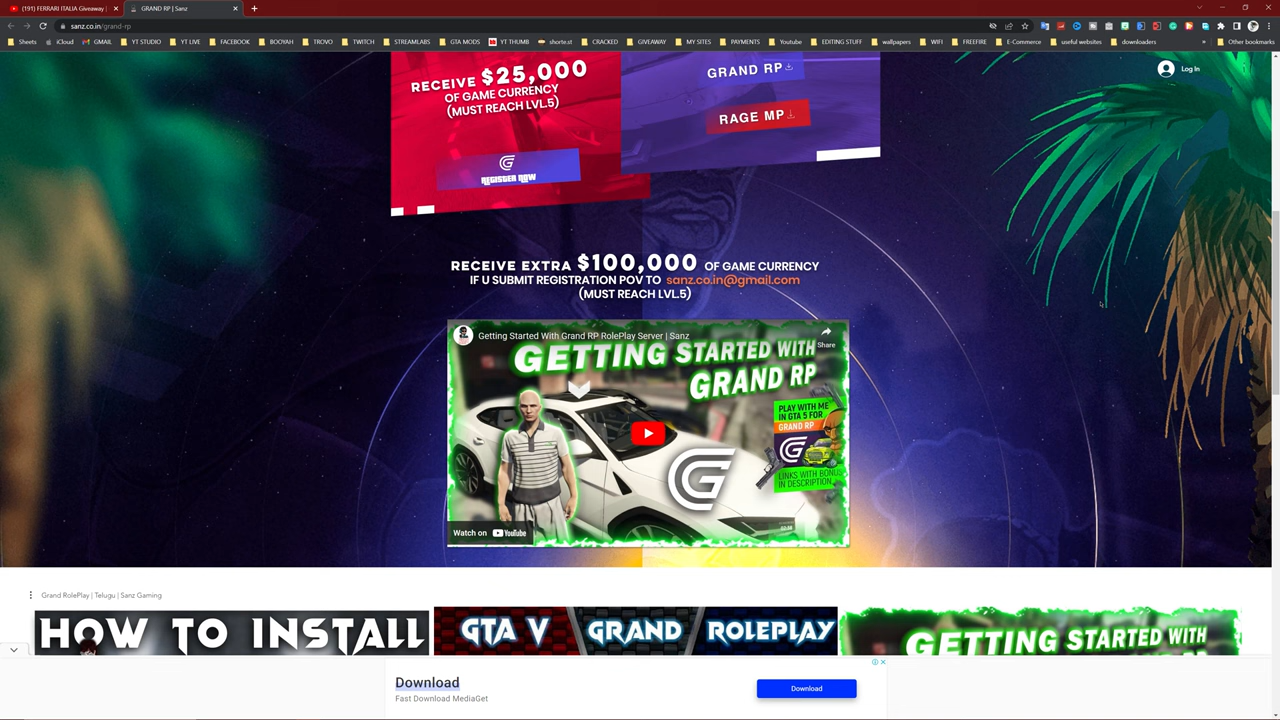 (191) FERRARI ITALIA Giveaway |
GRAND RP | Sanz
sanz.co.in/grand-rp
Sheets
iCloud
GMAIL
YT STUDIO
YT LIVE
FACEBOOK
BOOYAH
TROVO
TWITCH
STREAMLABS
GTA MODS
YT THUMB
shorte.st
CRACKED
GIVEAWAY
MY SITES
PAYMENTS
Youtube
EDITING STUFF
wallpapers
WIFI
FREEFIRE
E-Commerce
useful websites
downloaders
Other bookmarks
Log In
RECEIVE $25,000
OF GAME CURRENCY
(MUST REACH LVL.5)
REGISTER NOW
GRAND RP
RAGE MP
RECEIVE EXTRA $100,000 OF GAME CURRENCY
IF U SUBMIT REGISTRATION POV TO sanz.co.in@gmail.com
(MUST REACH LVL.5)
Getting Started With Grand RP RolePlay Server | Sanz
Share
GETTING STARTED WITH
GRAND RP
PLAY WITH ME
IN GTA 5 FOR
GRAND RP
LINKS WITH BONUS
IN DESCRIPTION
Watch on YouTube
Grand RolePlay | Telugu | Sanz Gaming
HOW TO INSTALL
GTA V GRAND ROLEPLAY
GETTING STARTED WITH
Download
Fast Download MediaGet
Download